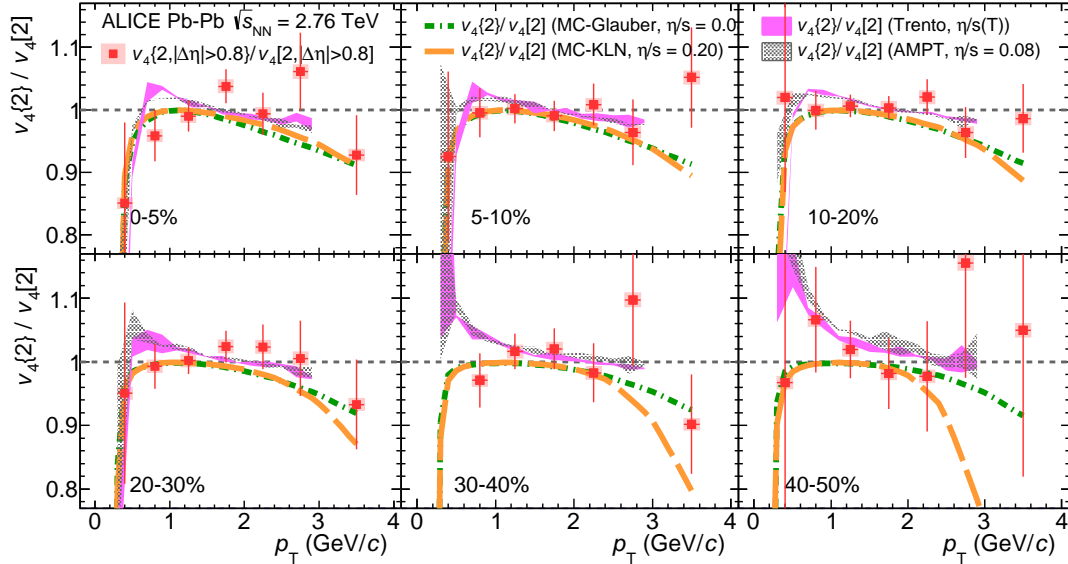 ALICE Pb-Pb √sNN = 2.76 TeV
v4{2,|Δη|>0.8}/v4[2,|Δη|>0.8]
v4{2}/ v4[2] (MC-Glauber, η/s = 0.0
v4{2}/ v4[2] (MC-KLN, η/s = 0.20)
v4{2}/ v4[2] (Trento, η/s(T))
v4{2}/ v4[2] (AMPT, η/s = 0.08)
v4{2} / v4[2]
1.1
1
0.9
0.8
0-5%
5-10%
10-20%
v4{2} / v4[2]
1.1
1
0.9
0.8
20-30%
30-40%
40-50%
0 1 2 3 4
0 1 2 3 4
0 1 2 3 4
pT (GeV/c)
pT (GeV/c)
pT (GeV/c)